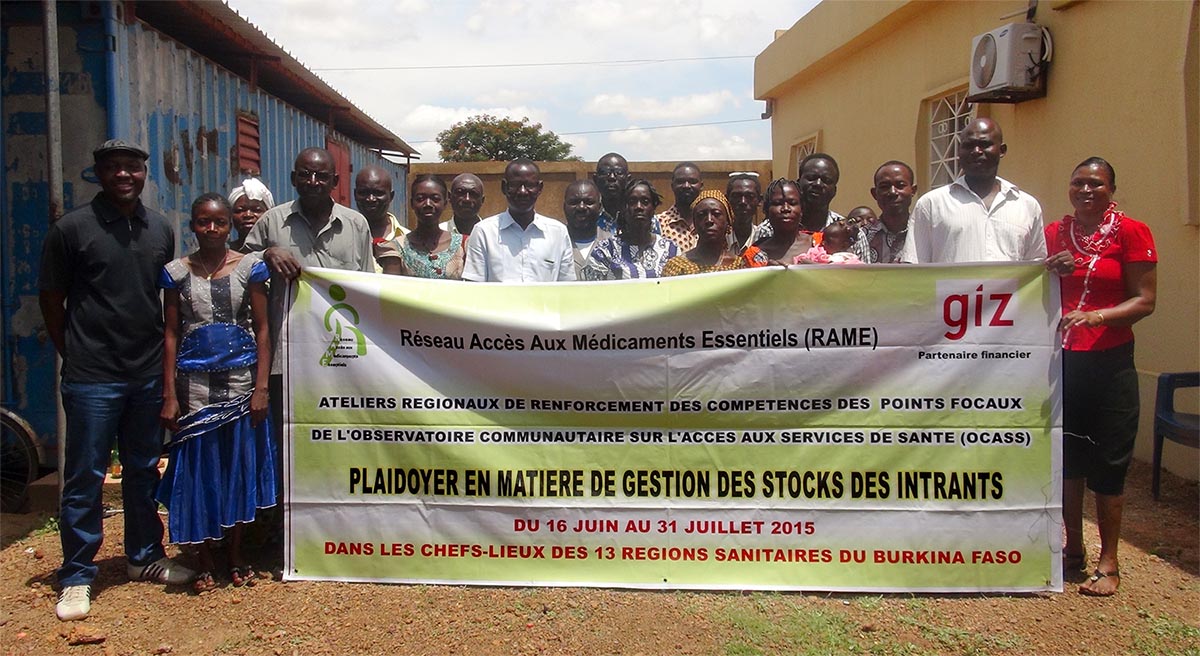 Réseau Accès Aux Médicaments Essentiels (RAME)
giz
Partenaire financier
ATELIERS REGIONAUX DE RENFORCEMENT DES COMPETENCES DES POINTS FOCAUX
DE L'OBSERVATOIRE COMMUNAUTAIRE SUR L'ACCES AUX SERVICES DE SANTE (OCASS)
PLAIDOYER EN MATIERE DE GESTION DES STOCKS DES INTRANTS
DU 16 JUIN AU 31 JUILLET 2015
DANS LES CHEFS-LIEUX DES 13 REGIONS SANITAIRES DU BURKINA FASO